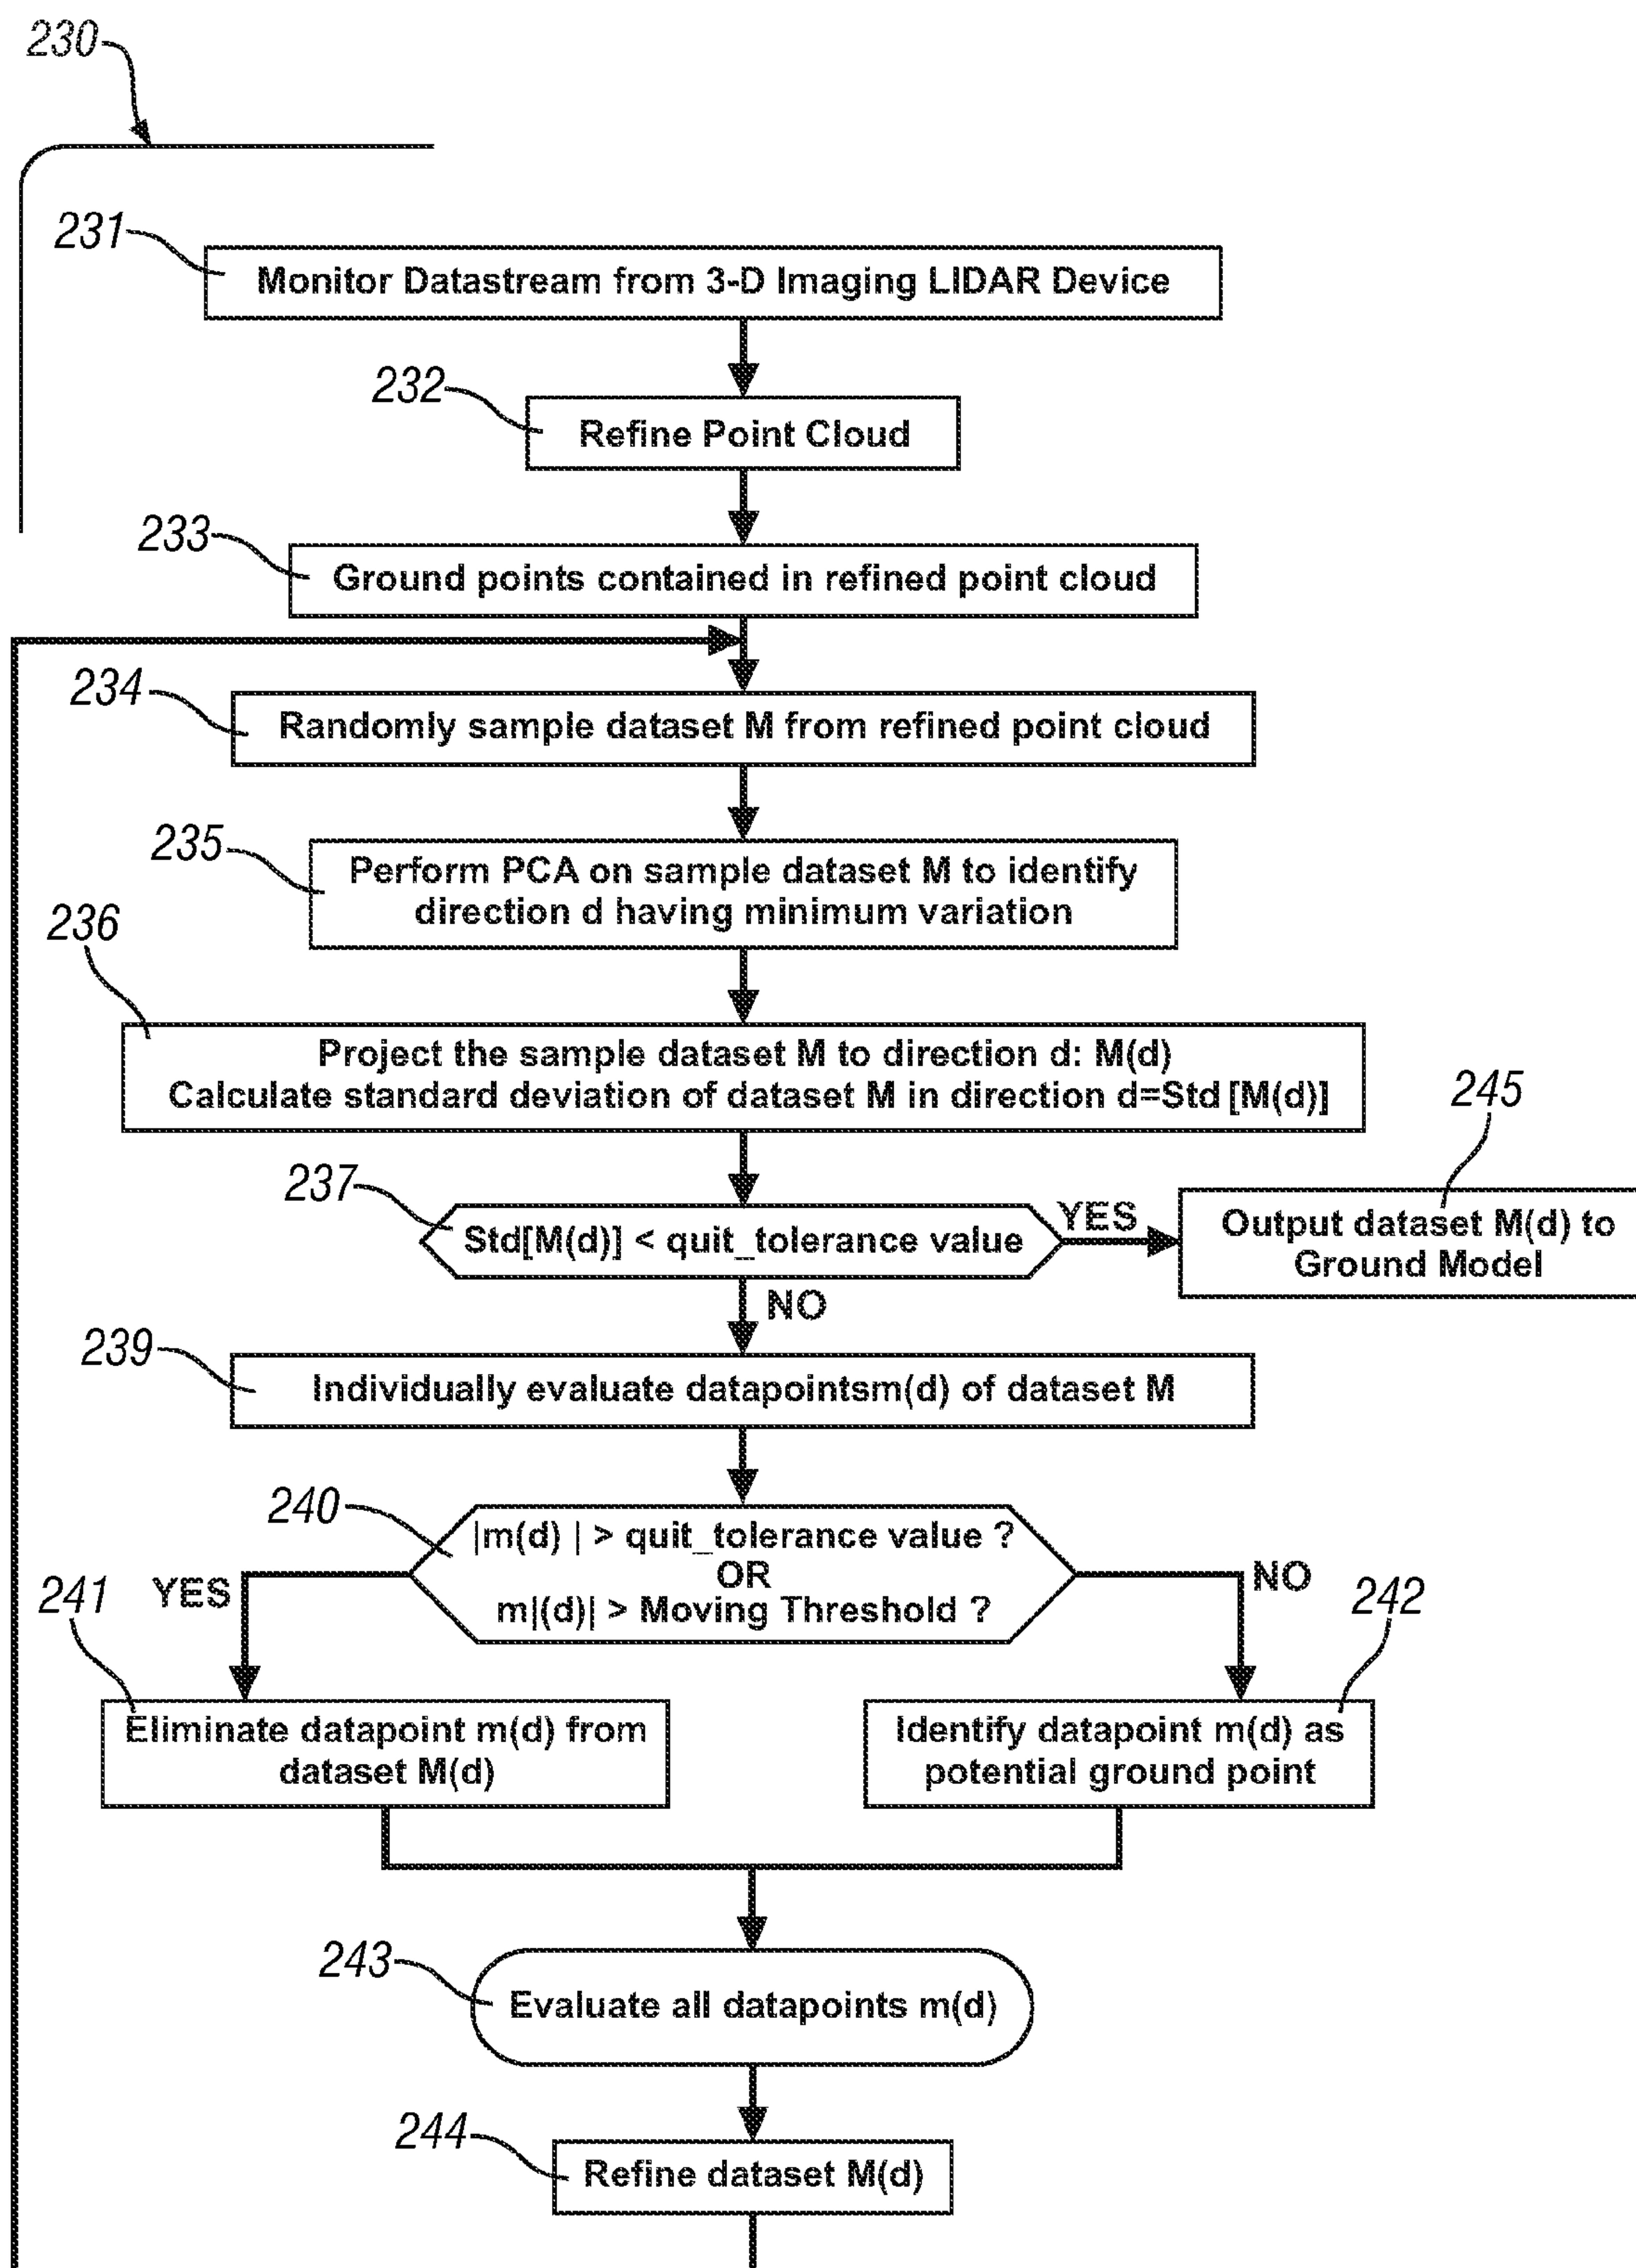 230
231
Monitor Datastream from 3-D Imaging LIDAR Device
232
Refine Point Cloud
233
Ground points contained in refined point cloud
234
Randomly sample dataset M from refined point cloud
235
Perform PCA on sample dataset M to identify
direction d having minimum variation
236
Project the sample dataset M to direction d: M(d)
Calculate standard deviation of dataset M in direction d=Std [M(d)]
237
Std[M(d)] < quit_tolerance value
YES
245
Output dataset M(d) to
Ground Model
NO
239
Individually evaluate datapointsm(d) of dataset M
240
|m(d) | > quit_tolerance value ?
OR
m|(d)| > Moving Threshold ?
YES
NO
241
Eliminate datapoint m(d) from
dataset M(d)
242
Identify datapoint m(d) as
potential ground point
243
Evaluate all datapoints m(d)
244
Refine dataset M(d)